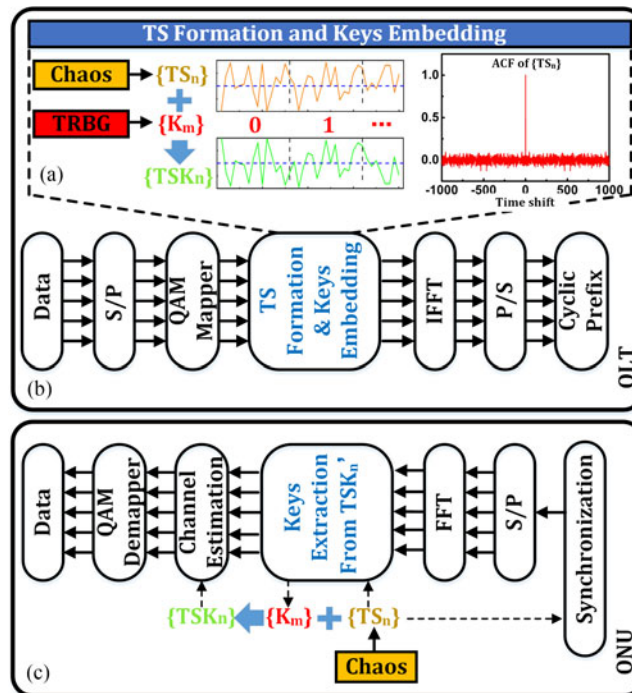 TS Formation and Keys Embedding
Chaos
{TSn}
TRBG
{Km}
{TSKn}
0 1 ...
(a)
ACF of {TSn}
1.0
0.5
0.0
-1000 -500 0 500 1000
Time shift
Data
S/P
QAM
Mapper
TS
Formation
& Keys
Embedding
IFFT
P/S
Cyclic
Prefix
(b)
OLT
Data
QAM
Demapper
Channel
Estimation
Keys
Extraction
From TSKn'
FFT
S/P
Synchronization
{TSKn}
{Km}
+
{TSn}
Chaos
(c)
ONU